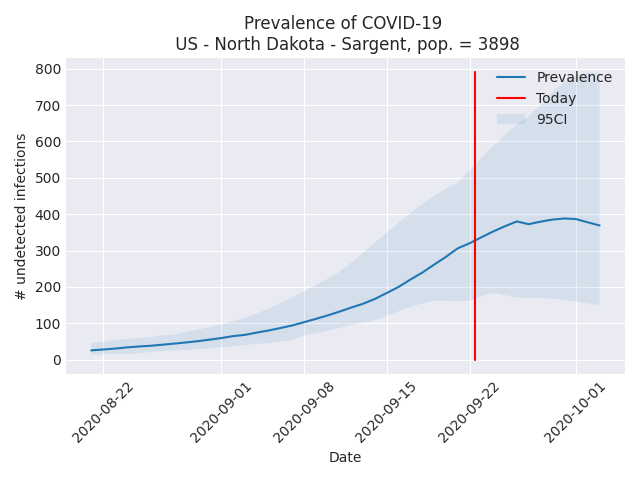 Prevalence of COVID-19
US - North Dakota - Sargent, pop. = 3898
800
700
600
500
400
300
200
100
0
# undetected infections
Prevalence
Today
95CI
2020-08-22
2020-09-01
2020-09-08
2020-09-15
2020-09-22
2020-10-01
Date